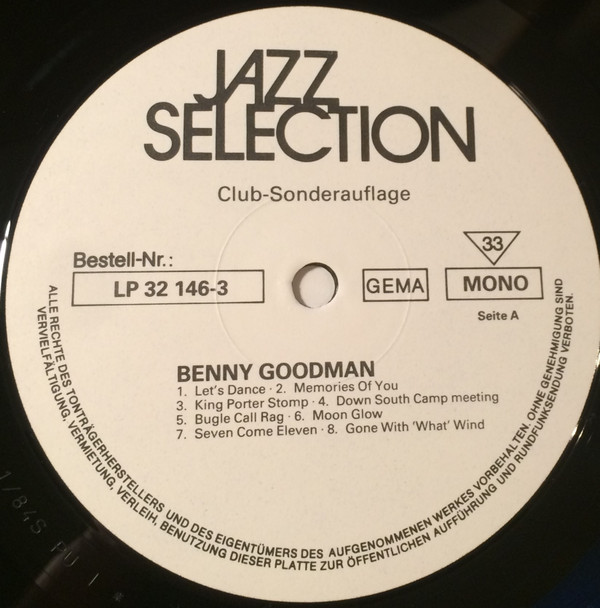 JAZZ
SELECTION
Club-Sonderauflage
Bestell-Nr.:
LP 32 146-3
GEMA
33
MONO
Seite A
BENNY GOODMAN
1. Let's Dance · 2. Memories Of You
3. King Porter Stomp · 4. Down South Camp meeting
5. Bugle Call Rag · 6. Moon Glow
7. Seven Come Eleven · 8. Gone With 'What' Wind
ALLE RECHTE DES TONTRÄGERHERSTELLERS UND DES EIGENTÜMERS DES AUFGENOMMENEN WERKES VORBEHALTEN. OHNE GENEHMIGUNG SIND
VERVIELFÄLTIGUNG, VERMIETUNG, VERLEIH, BENUTZUNG DIESER PLATTE ZUR ÖFFENTLICHEN AUFFÜHRUNG UND RUNDFUNKSENDUNG VERBOTEN.